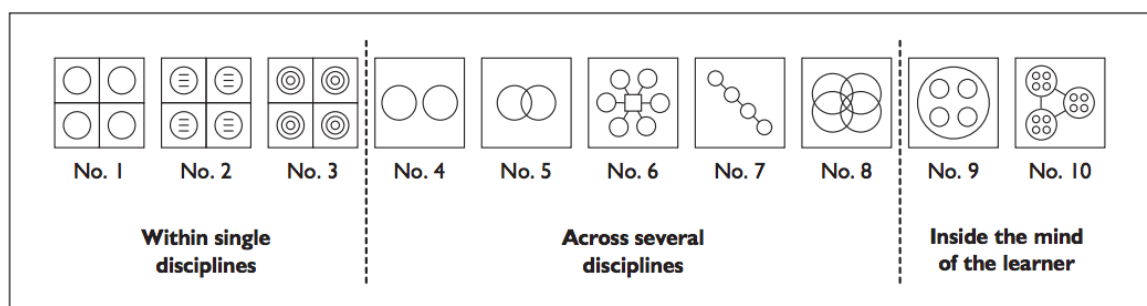 No. 1 No. 2 No. 3 No. 4 No. 5 No. 6 No. 7 No. 8 No. 9 No. 10
Within single
disciplines
Across several
disciplines
Inside the mind
of the learner